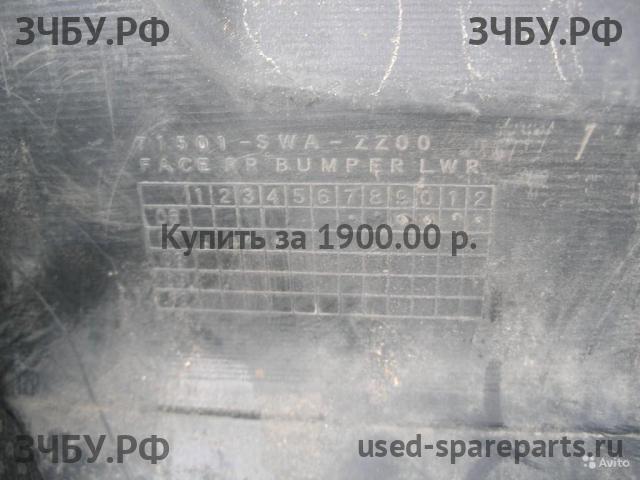 ЗЧБУ.РФ ЗЧБУ.РФ
71501-SWA-ZZ00
FACE RR BUMPER LWR
1 2 3 4 5 6 7 8 9 0 1 2
Купить за 1900.00 р.
ЗЧБУ.РФ used-spareparts.ru
Avito